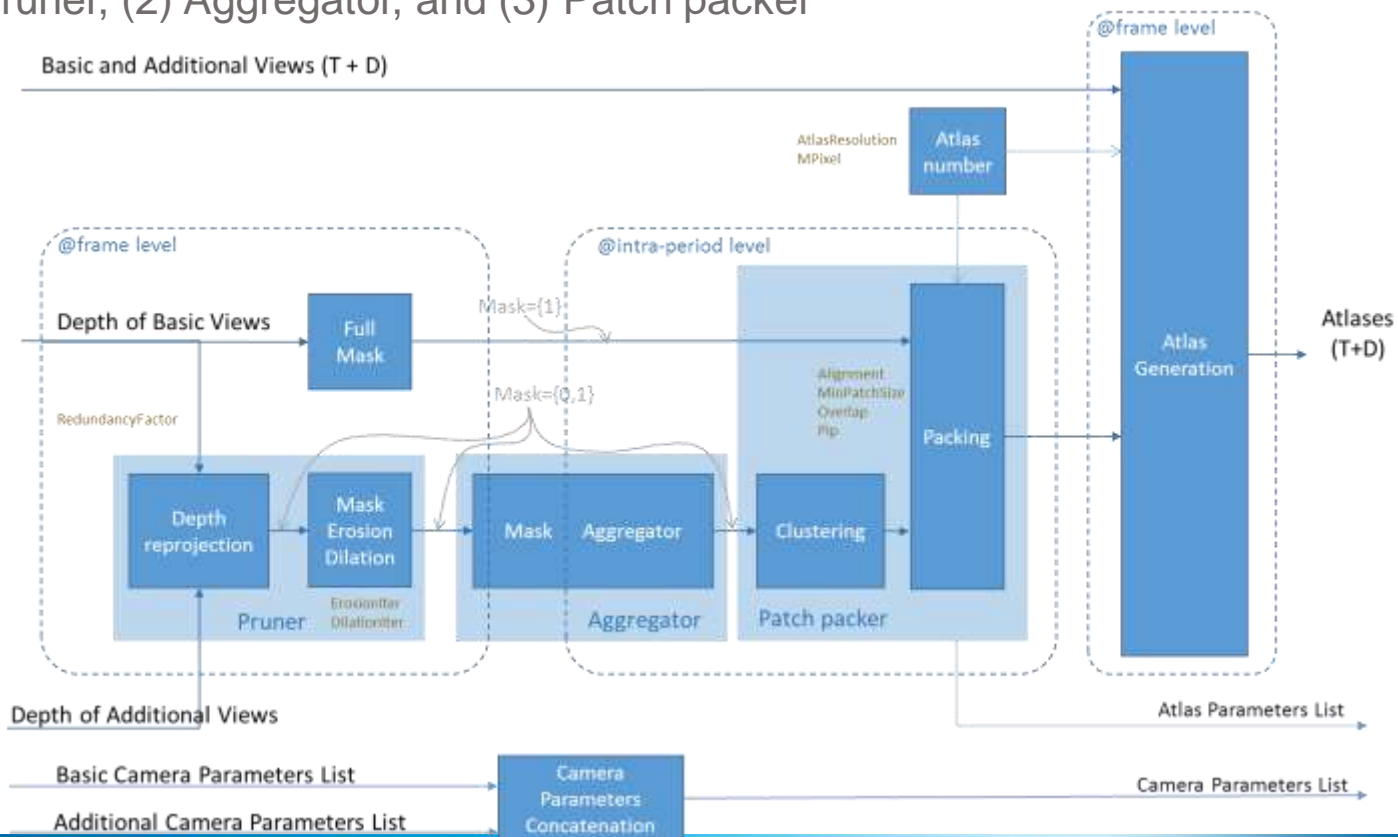 runer, (2) Aggregator, and (3) Patch packer
@frame level
Basic and Additional Views (T + D)
AtlasResolution
MPixel
Atlas
number
@frame level
@intra-period level
Mask={1}
Depth of Basic Views
Full
Mask
Atlases
(T+D)
Atlas
Generation
Alignment
MinPatchSize
Overlap
Pip
Mask={0,1}
RedundancyFactor
Packing
Depth
reprojection
Mask
Erosion
Dilation
Mask Aggregator
Clustering
ErosionIter
DilationIter
Pruner
Aggregator
Patch packer
Depth of Additional Views
Atlas Parameters List
Basic Camera Parameters List
Camera
Parameters
Concatenation
Camera Parameters List
Additional Camera Parameters List